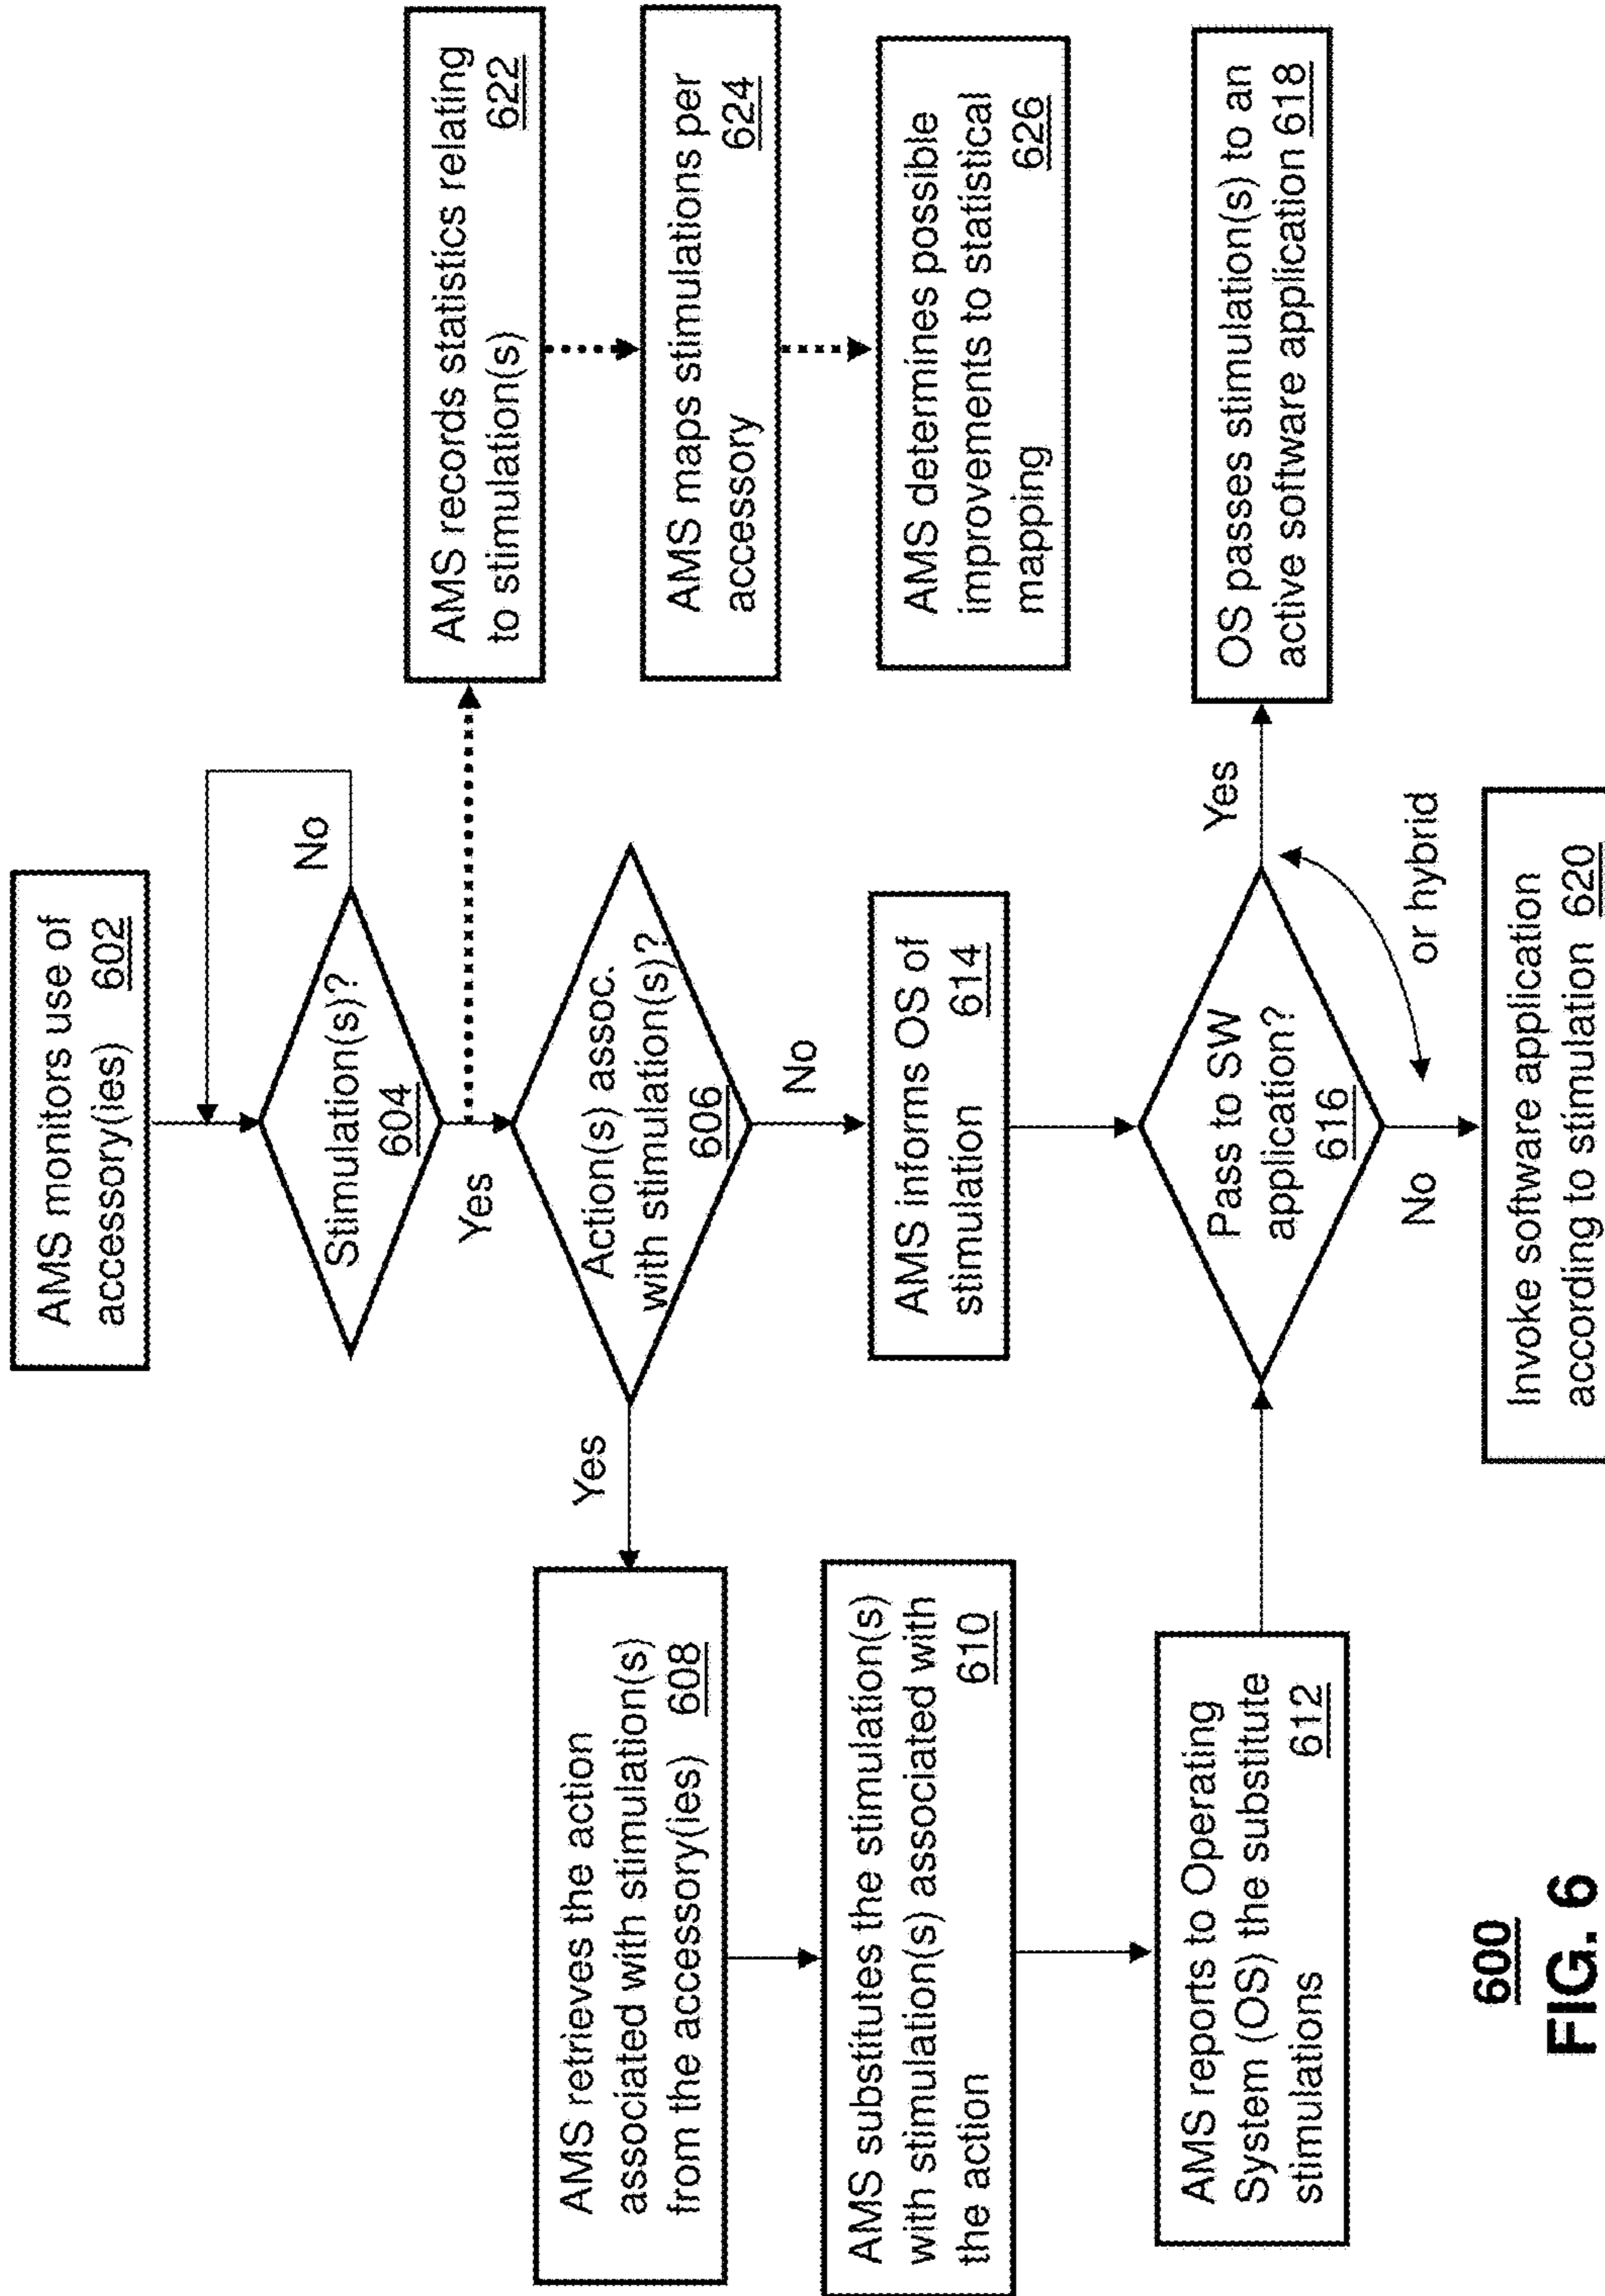 AMS monitors use of
accessory(ies) 602
Stimulation(s)?
604
No
Yes
AMS records statistics relating
to stimulation(s) 622
AMS maps stimulations per
accessory 624
AMS determines possible
improvements to statistical
mapping 626
Action(s) assoc.
with stimulation(s)?
606
Yes
No
AMS retrieves the action
associated with stimulation(s)
from the accessory(ies) 608
AMS substitutes the stimulation(s)
with stimulation(s) associated with
the action 610
AMS reports to Operating
System (OS) the substitute
stimulations 612
AMS informs OS of
stimulation 614
Pass to SW
application?
616
Yes
OS passes stimulation(s) to an
active software application 618
or hybrid
No
Invoke software application
according to stimulation 620
600
FIG. 6